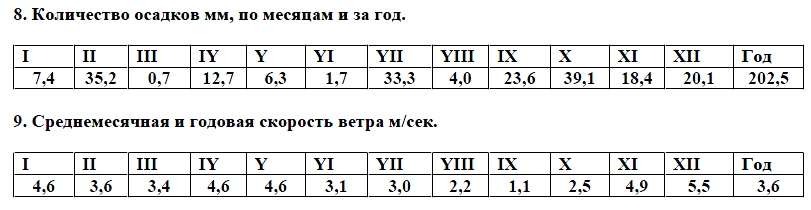 8. Количество осадков мм, по месяцам и за год.
I II III IY Y YI YII YIII IX X XI XII Год
7,4 35,2 0,7 12,7 6,3 1,7 33,3 4,0 23,6 39,1 18,4 20,1 202,5
9. Среднемесячная и годовая скорость ветра м/сек.
I II III IY Y YI YII YIII IX X XI XII Год
4,6 3,6 3,4 4,6 4,6 3,1 3,0 2,2 1,1 2,5 4,9 5,5 3,6